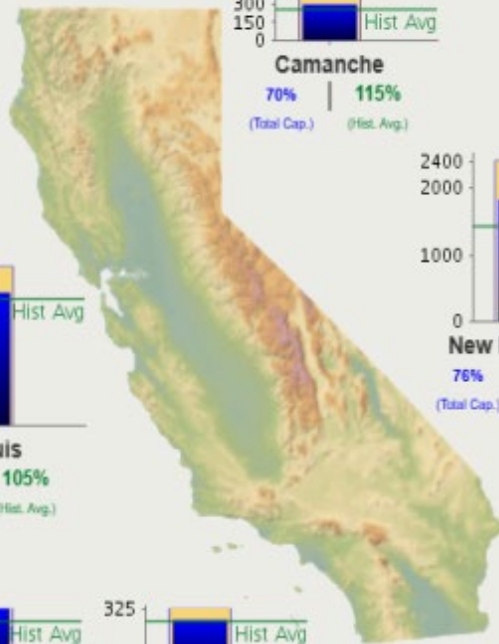 300
150
0
Hist Avg
Camanche
70% | 115%
(Total Cap.) (Hist. Avg.)
2400
2000
1000
0
New
76%
(Total Cap.)
Hist Avg
uis
105%
Hist. Avg.)
325
Hist Avg
Hist Avg